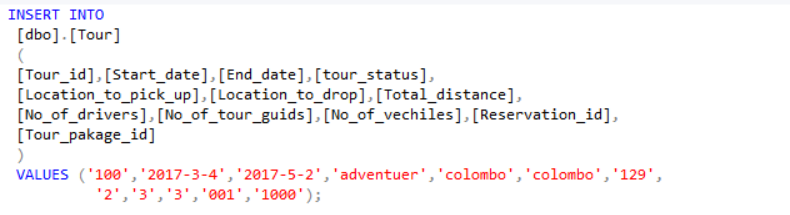 INSERT INTO
[dbo].[Tour]
(
[Tour_id],[Start_date],[End_date],[tour_status],
[Location_to_pick_up],[Location_to_drop],[Total_distance],
[No_of_drivers],[No_of_tour_guids],[No_of_vechiles],[Reservation_id],
[Tour_pakage_id]
)
VALUES ('100','2017-3-4','2017-5-2','adventuer','colombo','colombo','129',
'2','3','3','001','1000');